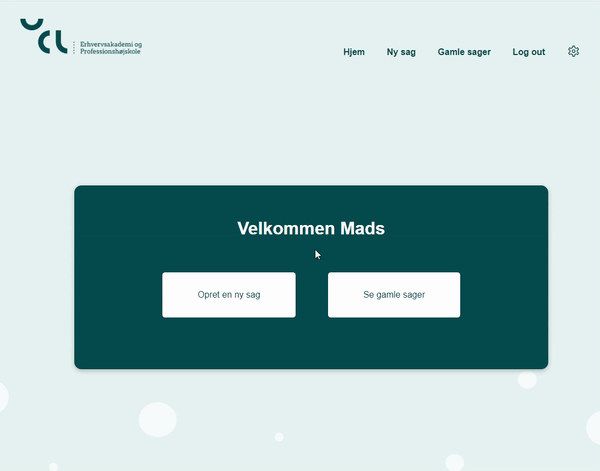 UCL
Erhvervsakademi og
Professionshøjskole
Hjem
Ny sag
Gamle sager
Log out
Velkommen Mads
Opret en ny sag
Se gamle sager